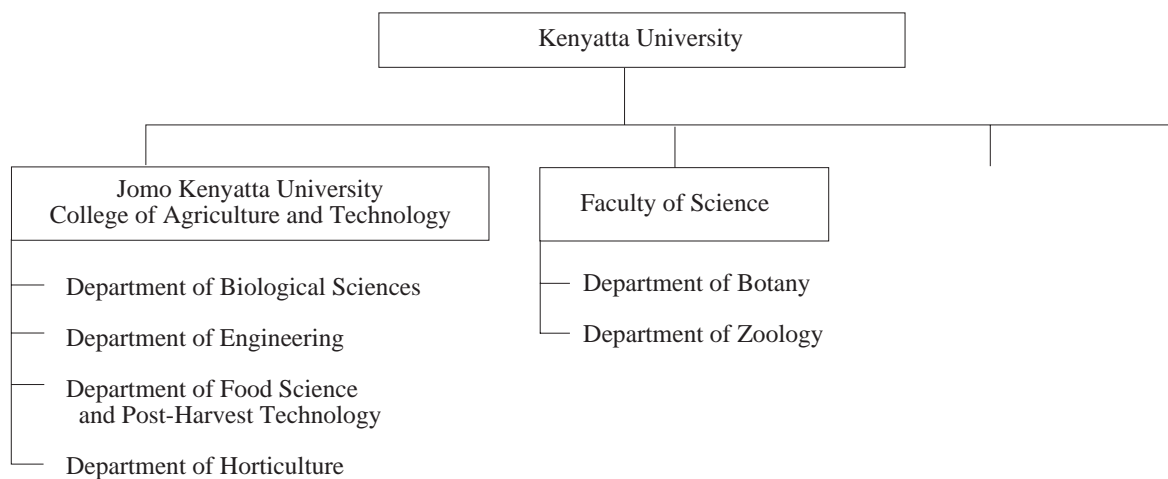 Kenyatta University
Jomo Kenyatta University
College of Agriculture and Technology
Department of Biological Sciences
Department of Engineering
Department of Food Science
and Post-Harvest Technology
Department of Horticulture
Faculty of Science
Department of Botany
Department of Zoology